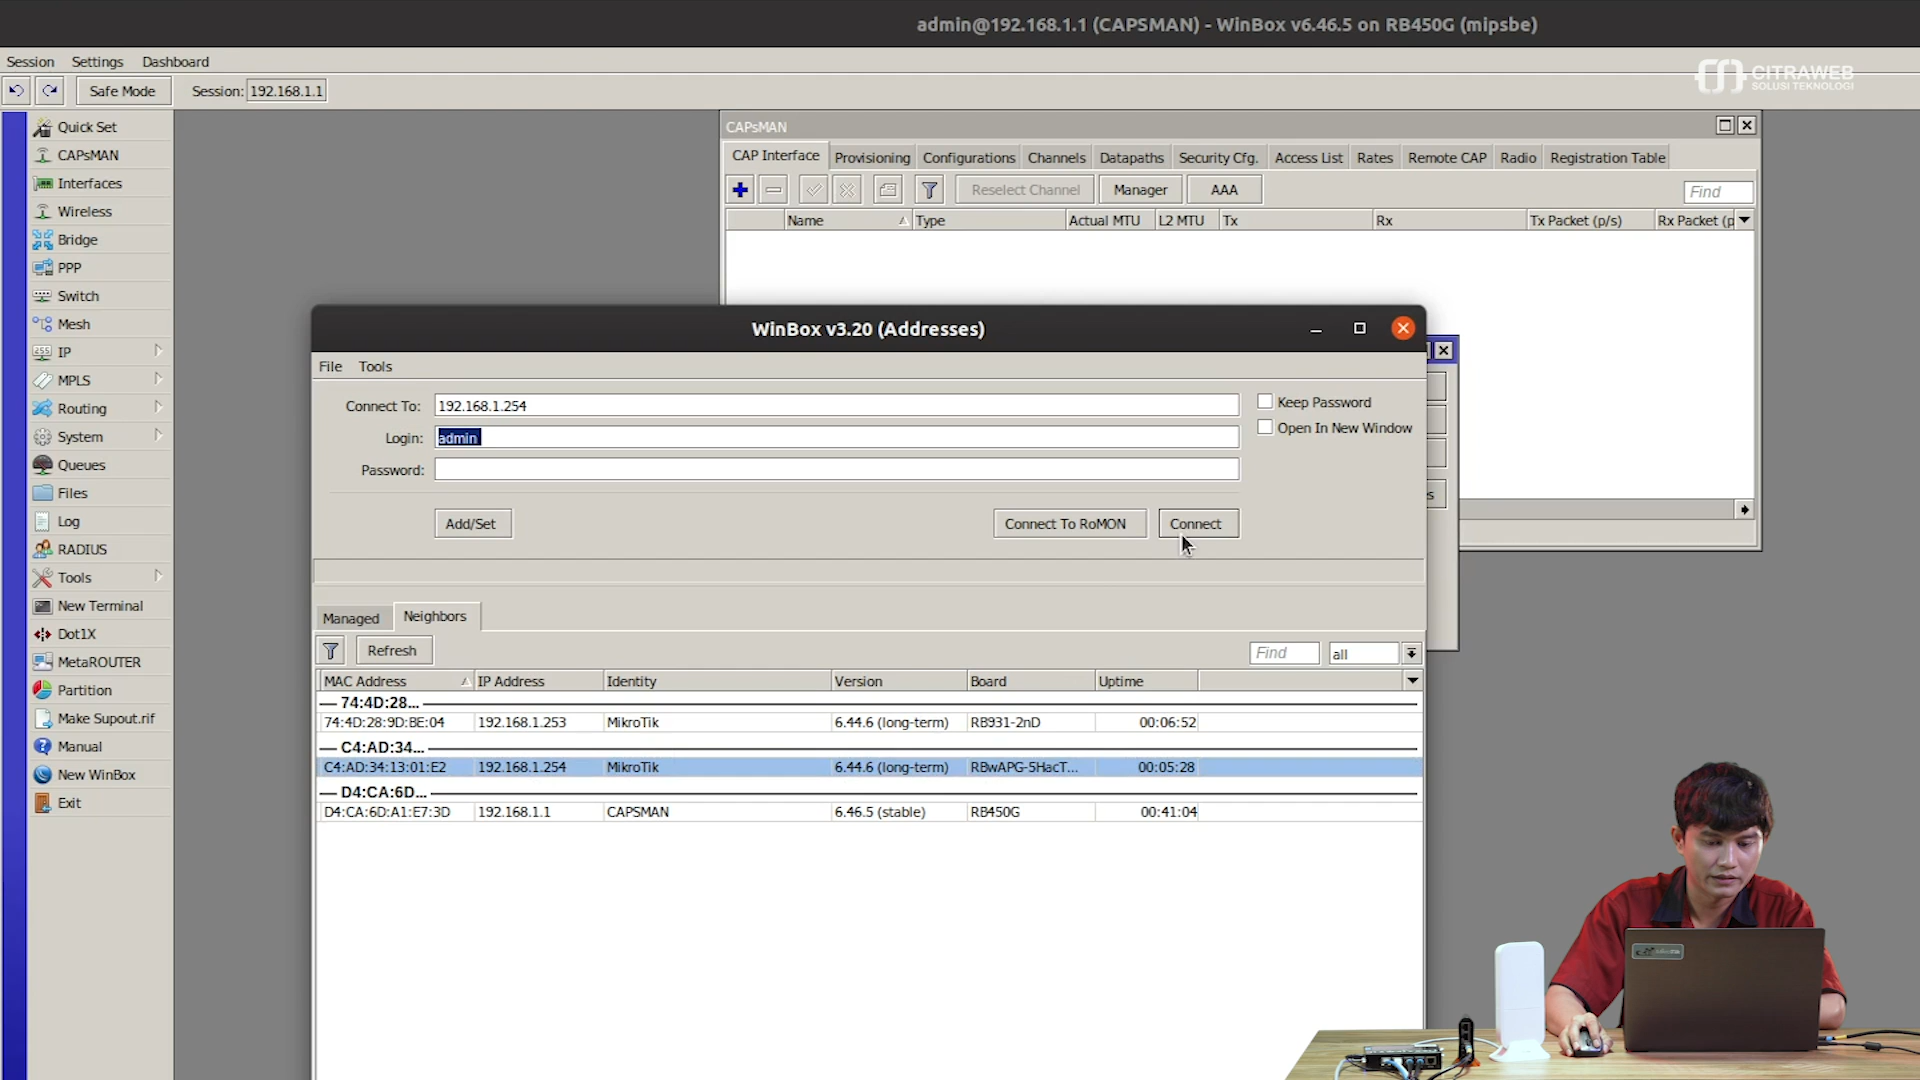 admin@192.168.1.1 (CAPSMAN) - WinBox v6.46.5 on RB450G (mipsbe)
Session Settings Dashboard
CITRAWEB
SOLUSI TEKNOLOGI
Safe Mode Session: 192.168.1.1
Quick Set
CAPsMAN
Interfaces
Wireless
Bridge
PPP
Switch
Mesh
IP
MPLS
Routing
System
Queues
Files
Log
RADIUS
Tools
New Terminal
Dot1X
MetaROUTER
Partition
Make Supout.rif
Manual
New WinBox
Exit
CAPsMAN
CAP Interface Provisioning Configurations Channels Datapaths Security Cfg. Access List Rates Remote CAP Radio Registration Table
Reselect Channel Manager AAA Find
Name Type Actual MTU L2 MTU Tx Rx Tx Packet (p/s) Rx Packet (p
WinBox v3.20 (Addresses)
File Tools
Connect To: 192.168.1.254 Keep Password
Login: admin Open In New Window
Password:
Add/Set Connect To RoMON Connect
Managed Neighbors
Refresh Find all
MAC Address IP Address Identity Version Board Uptime
74:4D:28...
74:4D:28:9D:BE:04 192.168.1.253 MikroTik 6.44.6 (long-term) RB931-2nD 00:06:52
C4:AD:34...
C4:AD:34:13:01:E2 192.168.1.254 MikroTik 6.44.6 (long-term) RBwAPG-5HacT... 00:05:28
D4:CA:6D...
D4:CA:6D:A1:E7:3D 192.168.1.1 CAPSMAN 6.46.5 (stable) RB450G 00:41:04